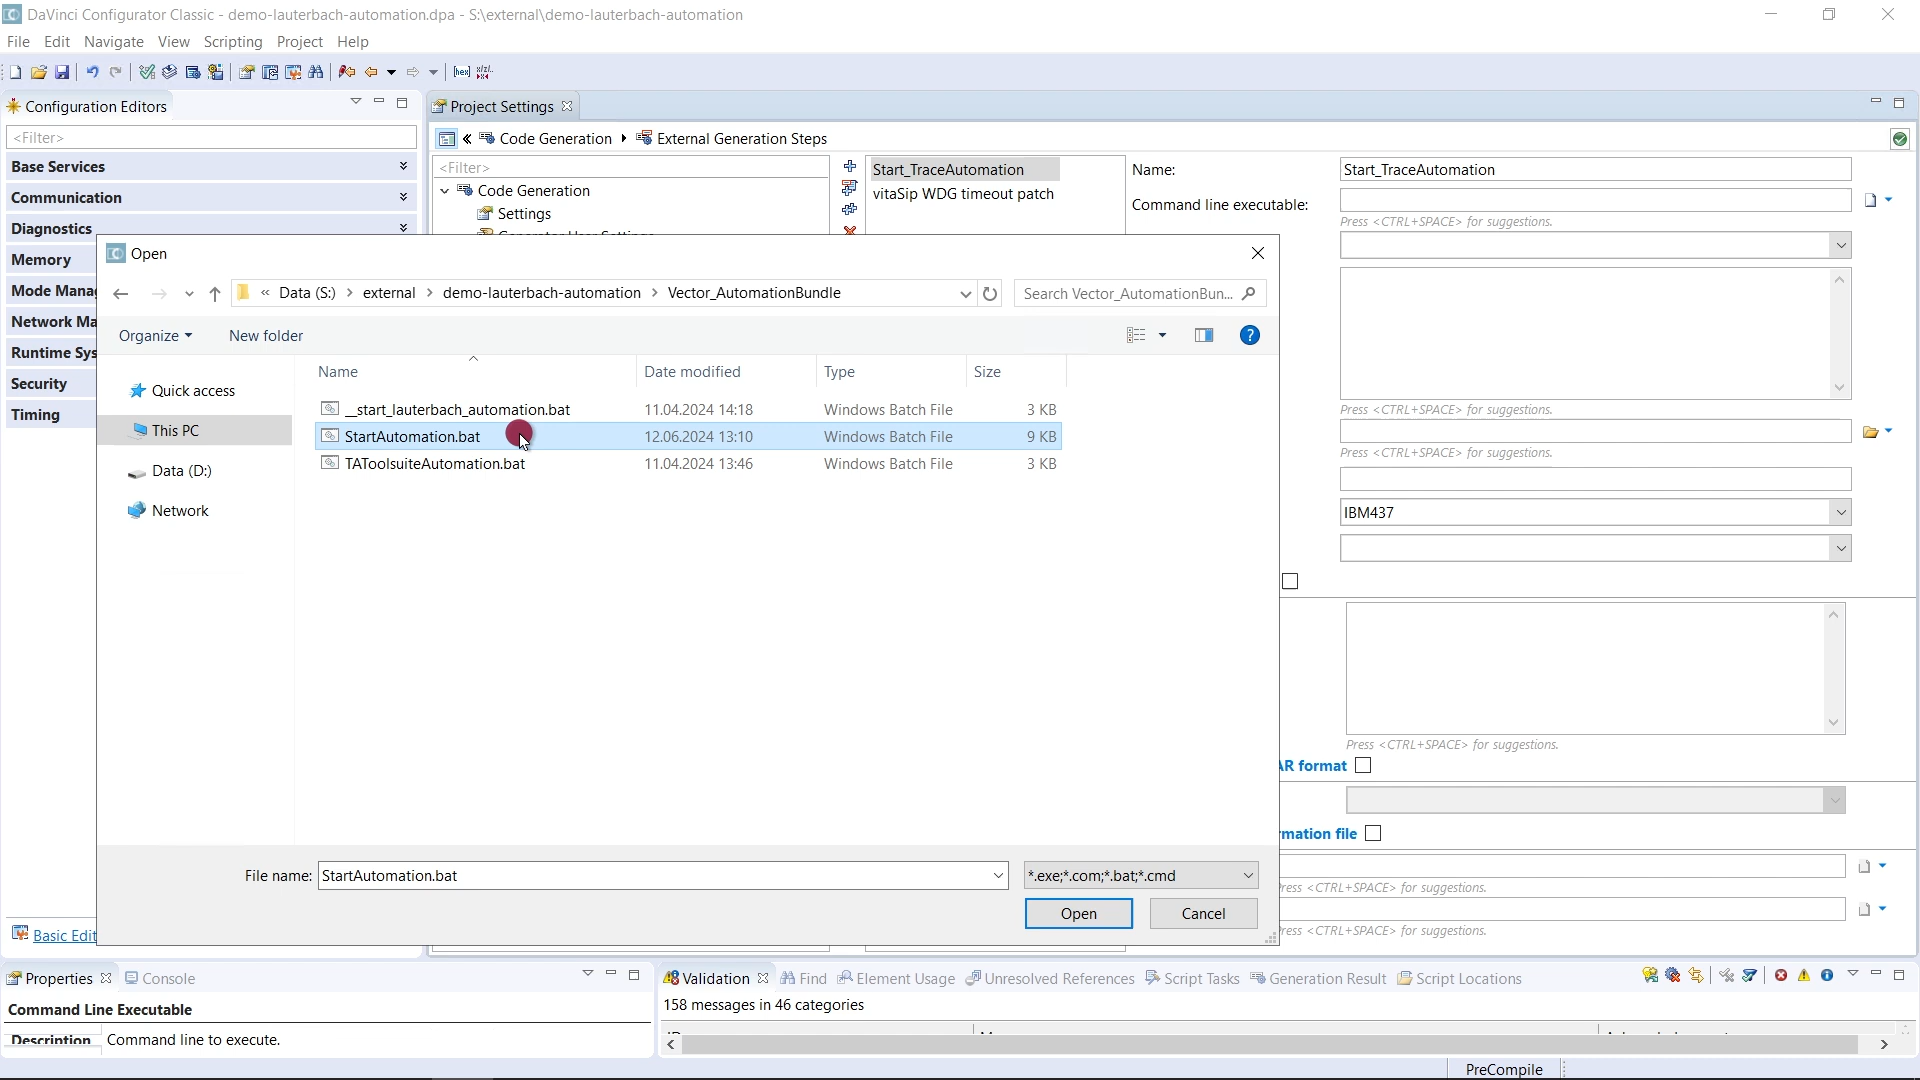 DaVinci Configurator Classic - demo-lauterbach-automation.dpa - S:\external\demo-lauterbach-automation
File Edit Navigate View Scripting Project Help
Configuration Editors
<Filter>
Base Services
Communication
Diagnostics
Memory
Mode Mana
Network Ma
Runtime Sys
Security
Timing
Basic Edit
Project Settings
Code Generation External Generation Steps
<Filter>
Code Generation
Settings
Start_TraceAutomation
vitaSip WDG timeout patch
Name: Start_TraceAutomation
Command line executable:
Press <CTRL+SPACE> for suggestions.
Press <CTRL+SPACE> for suggestions.
Press <CTRL+SPACE> for suggestions.
IBM437
Press <CTRL+SPACE> for suggestions.
AR format
mation file
Press <CTRL+SPACE> for suggestions.
Press <CTRL+SPACE> for suggestions.
Open
« Data (S:) > external > demo-lauterbach-automation > Vector_AutomationBundle
Search Vector_AutomationBun...
Organize New folder
Name Date modified Type Size
Quick access
This PC
Data (D:)
Network
__start_lauterbach_automation.bat 11.04.2024 14:18 Windows Batch File 3 KB
StartAutomation.bat 12.06.2024 13:10 Windows Batch File 9 KB
TAToolsuiteAutomation.bat 11.04.2024 13:46 Windows Batch File 3 KB
File name: StartAutomation.bat *.exe;*.com;*.bat;*.cmd
Open Cancel
Properties Console
Command Line Executable
Description Command line to execute.
Validation Find Element Usage Unresolved References Script Tasks Generation Result Script Locations
158 messages in 46 categories
PreCompile